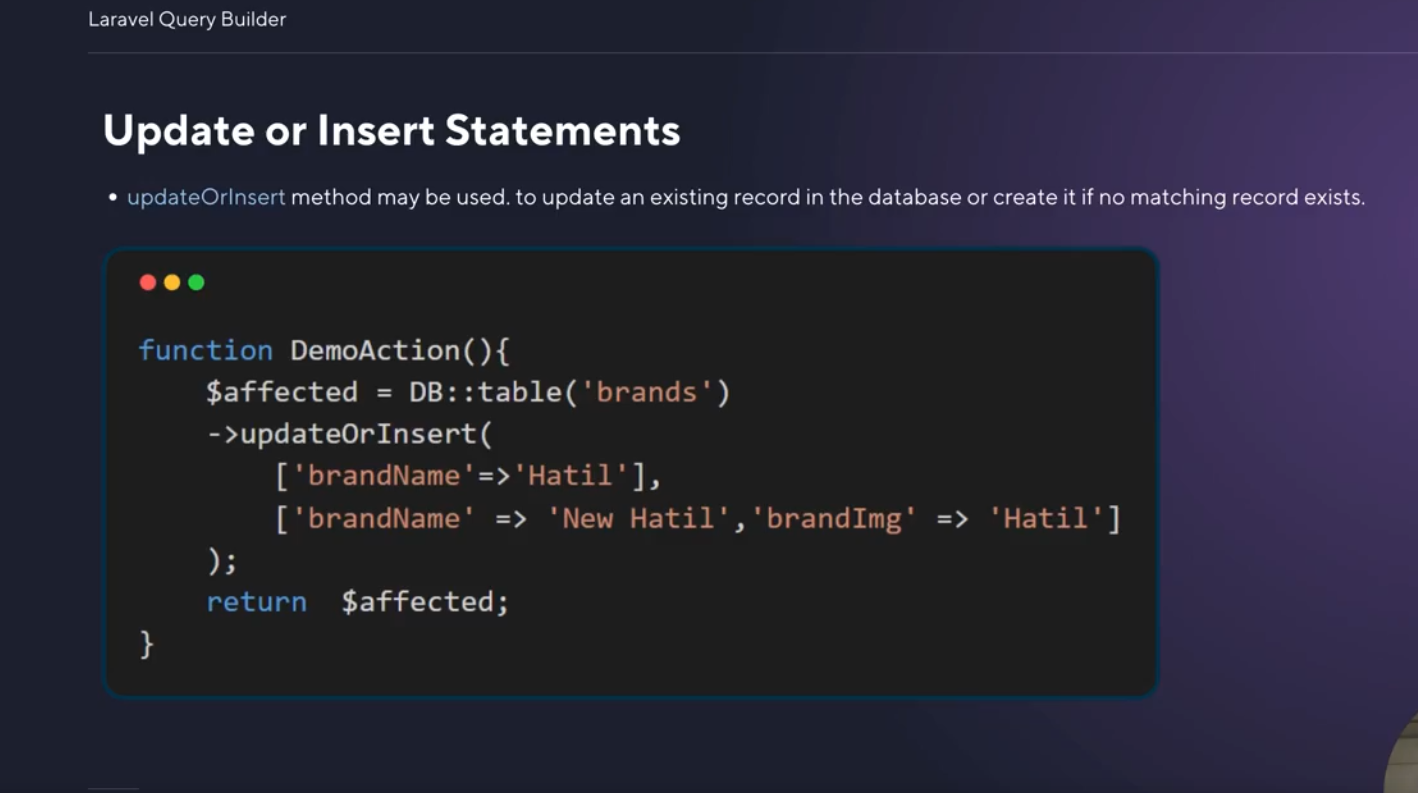 Laravel Query Builder
Update or Insert Statements
• updateOrInsert method may be used. to update an existing record in the database or create it if no matching record exists.
function DemoAction(){
    $affected = DB::table('brands')
    ->updateOrInsert(
        ['brandName'=>'Hatil'],
        ['brandName' => 'New Hatil','brandImg' => 'Hatil']
    );
    return  $affected;
}